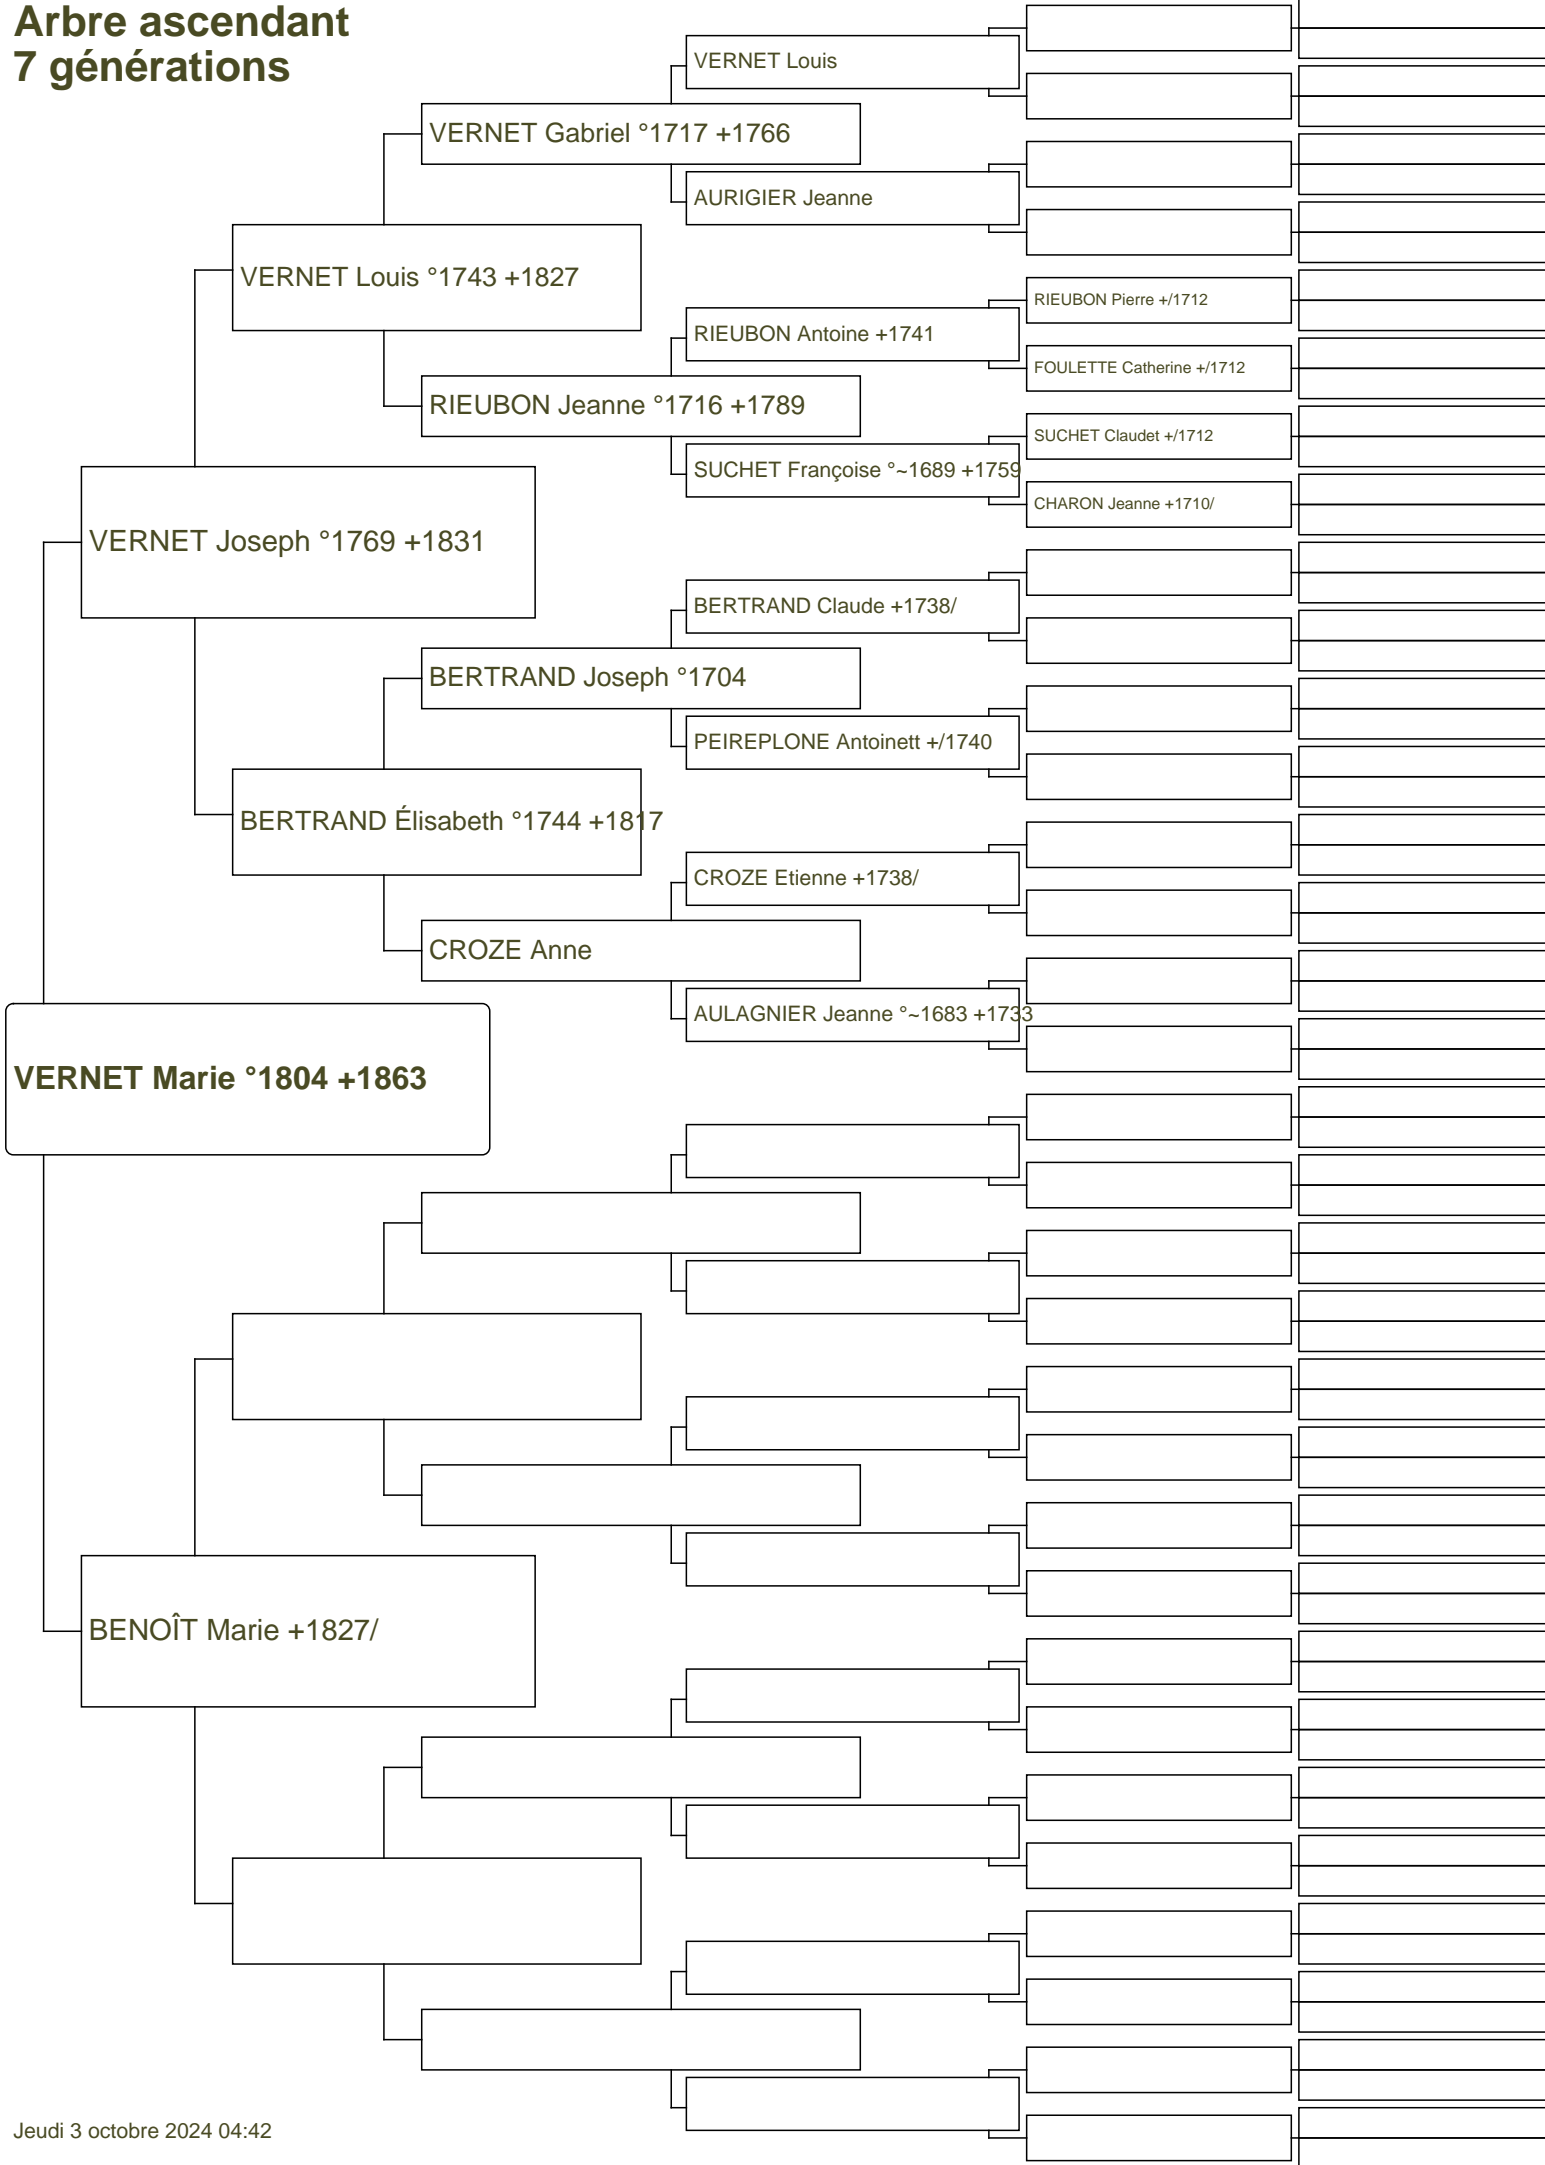 Arbre ascendant
7 générations
VERNET Louis
VERNET Gabriel °1717 +1766
AURIGIER Jeanne
VERNET Louis °1743 +1827
RIEUBON Pierre +/1712
RIEUBON Antoine +1741
FOULETTE Catherine +/1712
RIEUBON Jeanne °1716 +1789
SUCHET Claudet +/1712
SUCHET Françoise °~1689 +1759
CHARON Jeanne +1710/
VERNET Joseph °1769 +1831
BERTRAND Claude +1738/
BERTRAND Joseph °1704
PEIREPLONE Antoinett +/1740
BERTRAND Élisabeth °1744 +1817
CROZE Etienne +1738/
CROZE Anne
AULAGNIER Jeanne °~1683 +1733
VERNET Marie °1804 +1863
BENOÎT Marie +1827/
Jeudi 3 octobre 2024 04:42